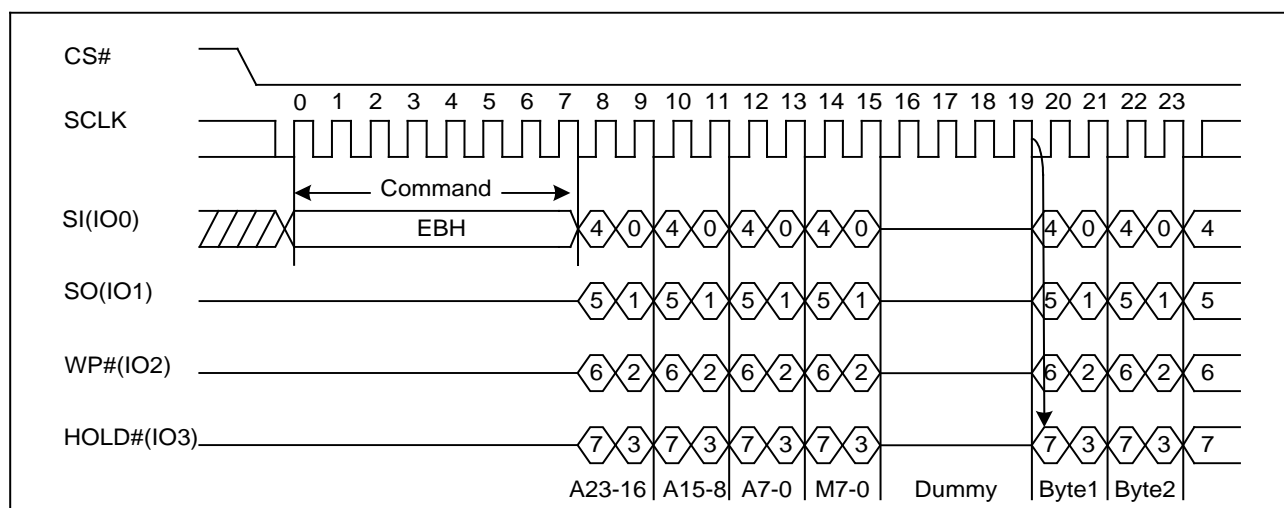 CS#
0 1 2 3 4 5 6 7 8 9 10 11 12 13 14 15 16 17 18 19 20 21 22 23
SCLK
Command
SI(IO0) EBH 4 0 4 0 4 0 4 0 4 0 4 0 4
SO(IO1) 5 1 5 1 5 1 5 1 5 1 5 1 5
WP#(IO2) 6 2 6 2 6 2 6 2 6 2 6 2 6
HOLD#(IO3) 7 3 7 3 7 3 7 3 7 3 7 3 7
A23-16 A15-8 A7-0 M7-0 Dummy Byte1 Byte2